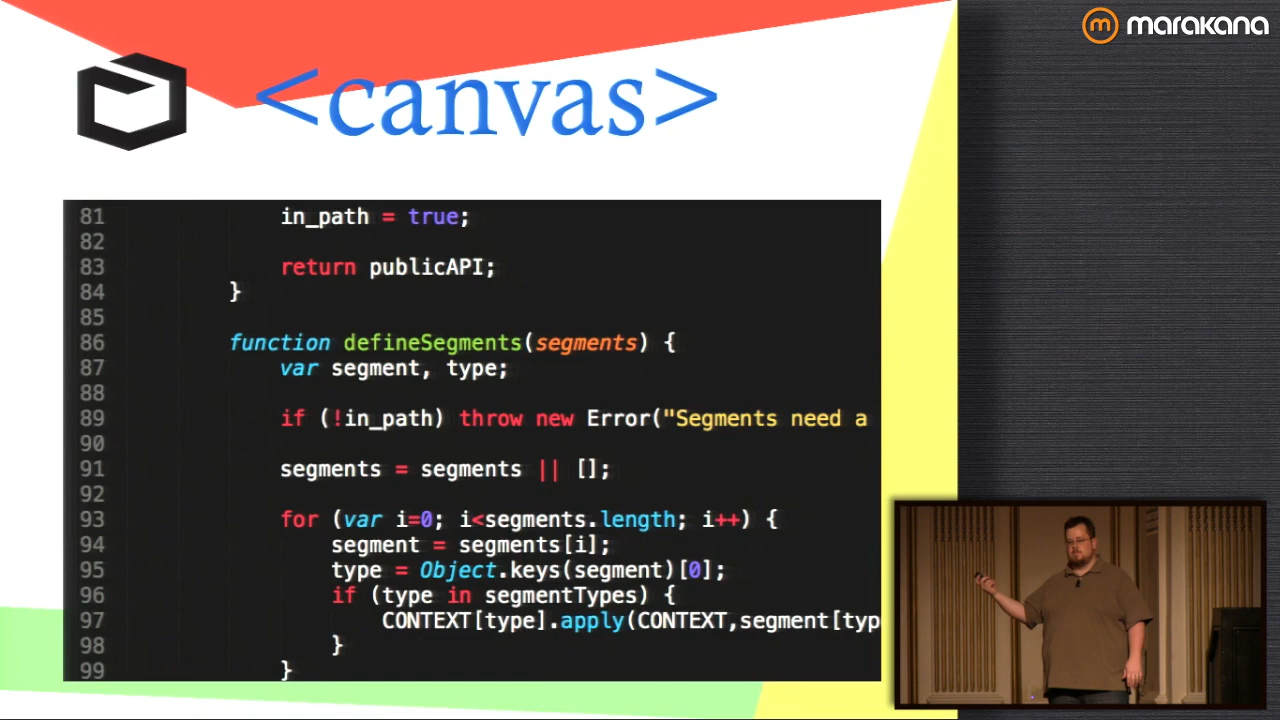 marakana
<canvas>
81 in_path = true;
82
83 return publicAPI;
84 }
85
86 function defineSegments(segments) {
87 var segment, type;
88
89 if (!in_path) throw new Error("Segments need a
90
91 segments = segments || [];
92
93 for (var i=0; i<segments.length; i++) {
94 segment = segments[i];
95 type = Object.keys(segment)[0];
96 if (type in segmentTypes) {
97 CONTEXT[type].apply(CONTEXT,segment[typ
98 }
99 }